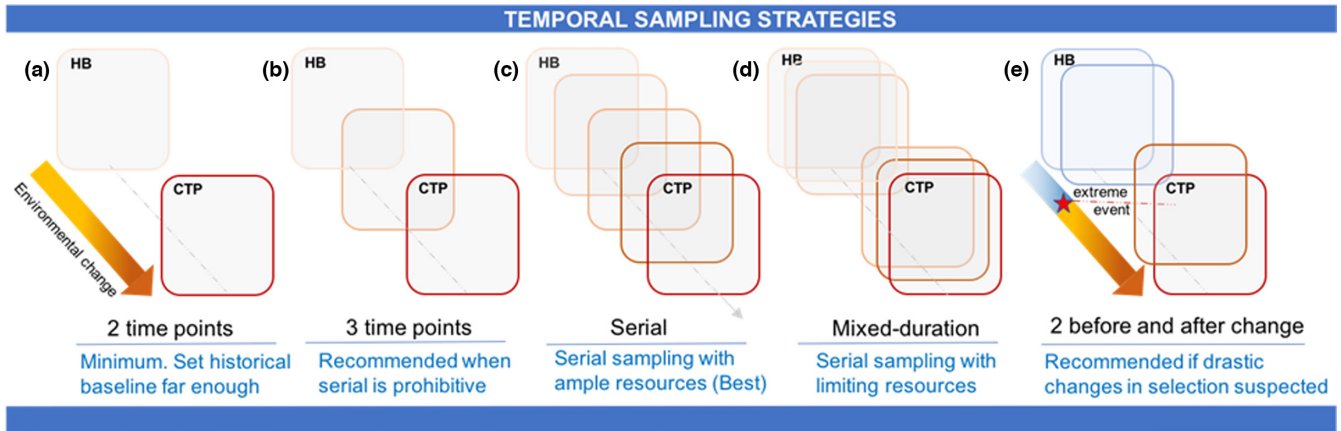 TEMPORAL SAMPLING STRATEGIES
(a)
HB
CTP
Environmental change
2 time points
Minimum. Set historical
baseline far enough
(b)
HB
CTP
3 time points
Recommended when
serial is prohibitive
(c)
HB
CTP
Serial
Serial sampling with
ample resources (Best)
(d)
HB
CTP
Mixed-duration
Serial sampling with
limiting resources
(e)
HB
CTP
extreme
event
2 before and after change
Recommended if drastic
changes in selection suspected